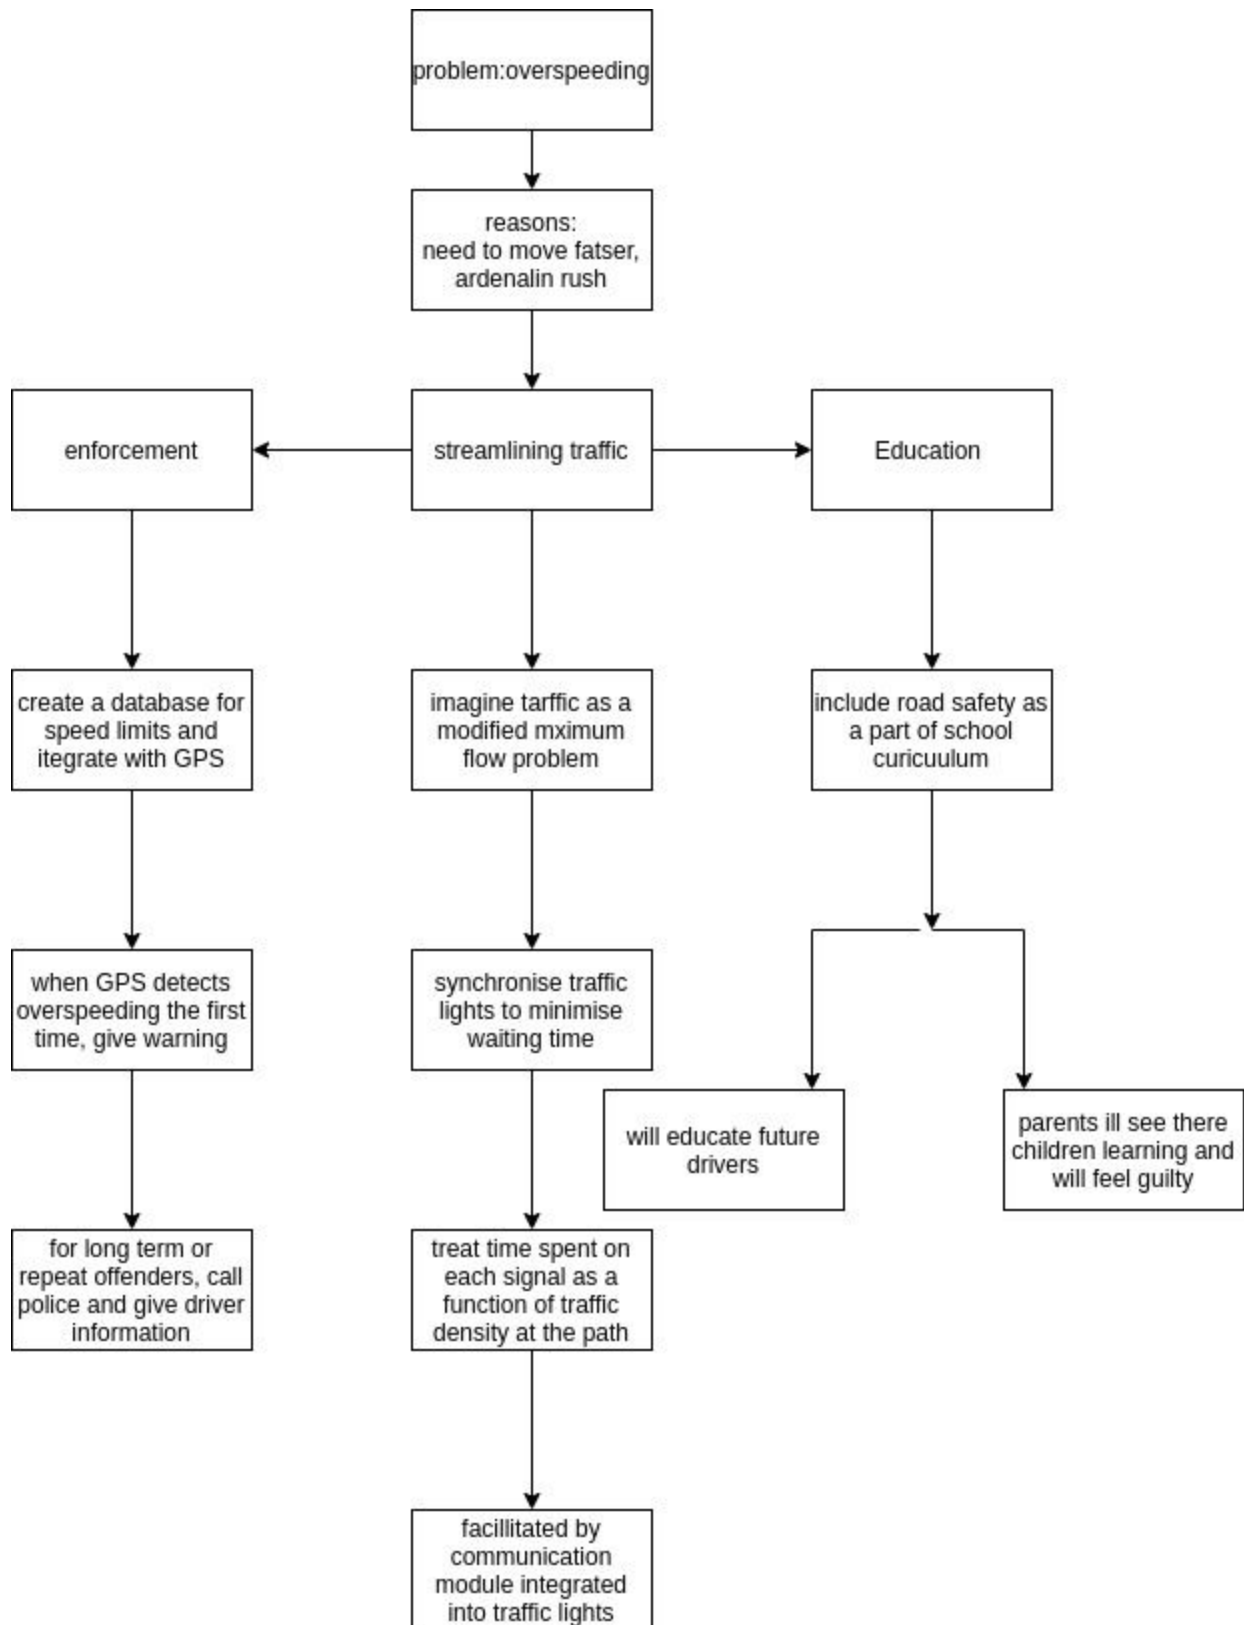 problem:overspeeding
reasons:
need to move fatser,
ardenalin rush
enforcement
streamlining traffic
Education
create a database for
speed limits and
itegrate with GPS
imagine tarffic as a
modified mximum
flow problem
include road safety as
a part of school
curicuulum
when GPS detects
overspeeding the first
time, give warning
synchronise traffic
lights to minimise
waiting time
will educate future
drivers
parents ill see there
children learning and
will feel guilty
for long term or
repeat offenders, call
police and give driver
information
treat time spent on
each signal as a
function of traffic
density at the path
facillitated by
communication
module integrated
into traffic lights